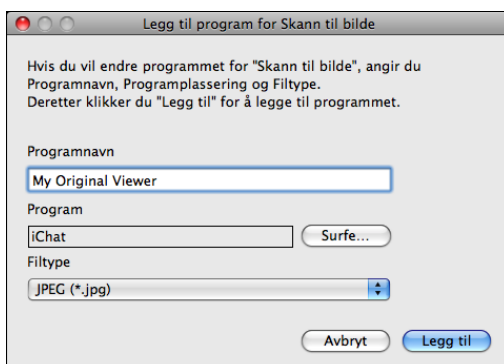 Legg til program for Skann til bilde
Hvis du vil endre programmet for "Skann til bilde", angir du
Programnavn, Programplassering og Filtype.
Deretter klikker du "Legg til" for å legge til programmet.
Programnavn
My Original Viewer
Program
iChat
Surfe...
Filtype
JPEG (*.jpg)
Avbryt
Legg til